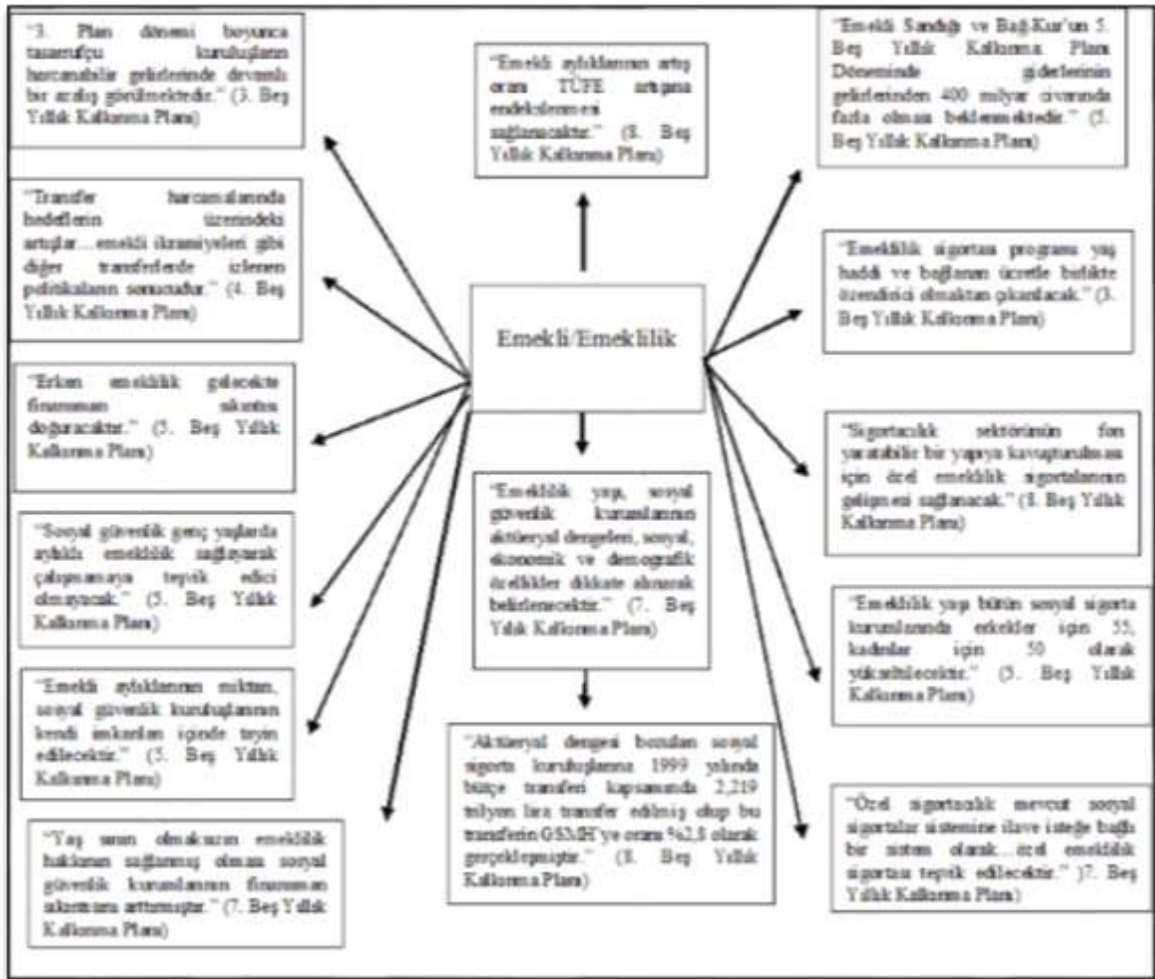 “3. Plan dönemi boyunca
tasarrufçu kuruluşların
harcanabilir gelirlerinde devamlı
bir azalış görülmektedir.” (3. Beş
Yıllık Kalkınma Planı)
“Transfer harcamalarında
hedeflerin üzerindeki
artışlar...emekli ikramiyeleri gibi
diğer transferlerde izlenen
politikaların sonucudur.” (4. Beş
Yıllık Kalkınma Planı)
“Erken emeklilik gelecekte
finansman sıkıntısı
doğuracaktır.” (5. Beş Yıllık
Kalkınma Planı)
“Sosyal güvenlik genç yaşlarda
aylıklı emeklilik sağlayarak
çalışmamaya teşvik edici
olmayacak.” (5. Beş Yıllık
Kalkınma Planı)
“Emekli aylıklarının miktarı,
sosyal güvenlik kuruluşlarının
kendi imkanları içinde tayin
edilecektir.” (5. Beş Yıllık
Kalkınma Planı)
“Yaş sınırı olmaksızın emeklilik
hakkının sağlanmış olması sosyal
güvenlik kurumlarının finansman
sıkıntısını arttırmıştır.” (7. Beş Yıllık
Kalkınma Planı)
“Emekli aylıklarının artış
oranı TÜFE artışına
endekslenmesi
sağlanacaktır.” (8. Beş
Yıllık Kalkınma Planı)
Emekli/Emeklilik
“Emeklilik yaşı, sosyal
güvenlik kurumlarının
aktüeryal dengeleri, sosyal,
ekonomik ve demografik
özellikler dikkate alınarak
belirlenecektir.” (7. Beş
Yıllık Kalkınma Planı)
“Aktüeryal dengesi bozulan sosyal
sigorta kuruluşlarına 1999 yılında
bütçe transferi kapsamında 2,219
trilyon lira transfer edilmiş olup bu
transferin GSMH’ye oranı %2,8 olarak
gerçekleşmiştir.” (8. Beş Yıllık
Kalkınma Planı)
“Emekli Sandığı ve Bağ-Kur’un 5.
Beş Yıllık Kalkınma Planı
Döneminde giderlerinin
gelirlerinden 400 milyar civarında
fazla olması beklenmektedir.” (5.
Beş Yıllık Kalkınma Planı)
“Emeklilik sigortası programı yaş
haddi ve bağlanan ücretle birlikte
özendirici olmaktan çıkarılacak.” (3.
Beş Yıllık Kalkınma Planı)
“Sigortacılık sektörünün fon
yaratabilir bir yapıya kavuşturulması
için özel emeklilik sigortalarının
gelişmesi sağlanacak.” (8. Beş Yıllık
Kalkınma Planı)
“Emeklilik yaşı bütün sosyal sigorta
kurumlarında erkekler için 55,
kadınlar için 50 olarak
yükseltilecektir.” (5. Beş Yıllık
Kalkınma Planı)
“Özel sigortacılık mevcut sosyal
sigortalar sistemine ilave isteğe bağlı
bir sistem olarak...özel emeklilik
sigortası teşvik edilecektir.” )7. Beş
Yıllık Kalkınma Planı)